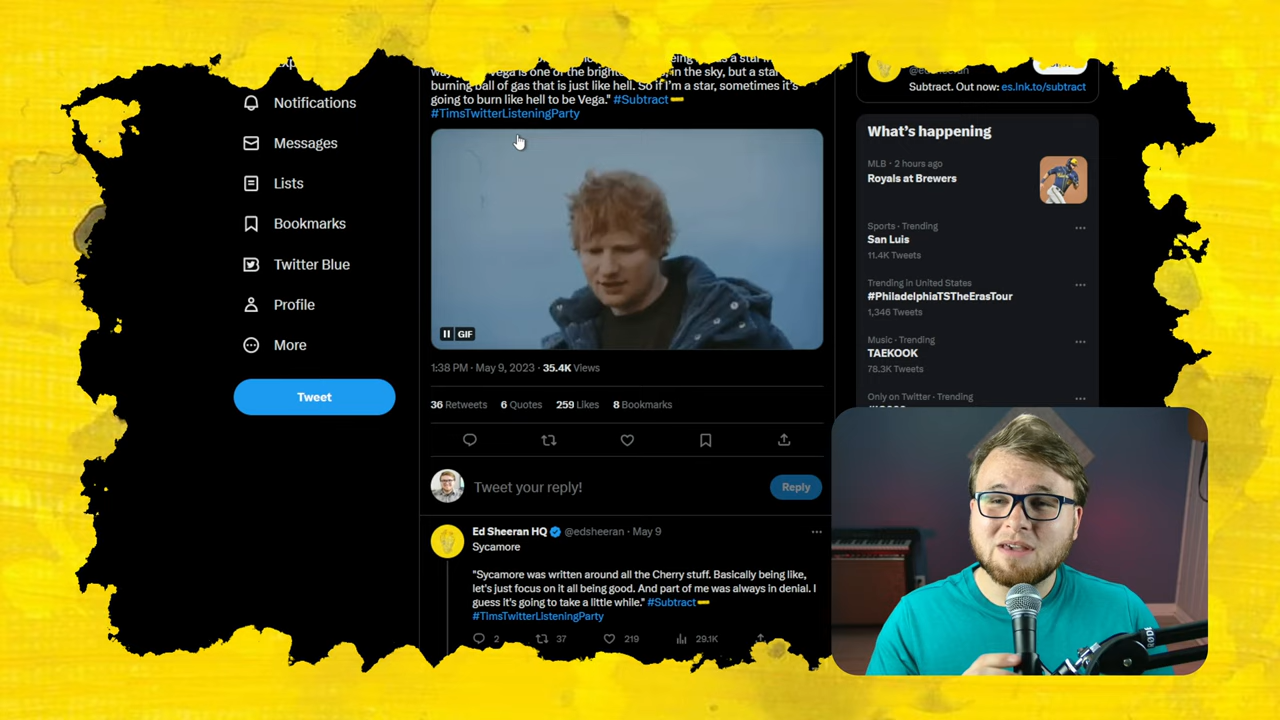 Notifications
Messages
Lists
Bookmarks
Twitter Blue
Profile
More
Tweet
Vega is one of the in the sky, but a star
burning ball of gas that is just like hell. So if I'm a star, sometimes it's
going to burn like hell to be Vega." #Subtract
#TimsTwitterListeningParty
GIF
1:38 PM · May 9, 2023 · 35.4K Views
36 Retweets 6 Quotes 259 Likes 8 Bookmarks
Tweet your reply!
Reply
Ed Sheeran HQ @edsheeran · May 9
Sycamore
"Sycamore was written around all the Cherry stuff. Basically being like,
let's just focus on it all being good. And part of me was always in denial. I
guess it's going to take a little while." #Subtract
#TimsTwitterListeningParty
2 37 219 29.1K
@edsheeran
Subtract. Out now: es.lnk.to/subtract
What's happening
MLB · 2 hours ago
Royals at Brewers
Sports · Trending
San Luis
11.4K Tweets
Trending in United States
#PhiladelphiaTSTheErasTour
1,346 Tweets
Music · Trending
TAEKOOK
78.3K Tweets
Only on Twitter · Trending